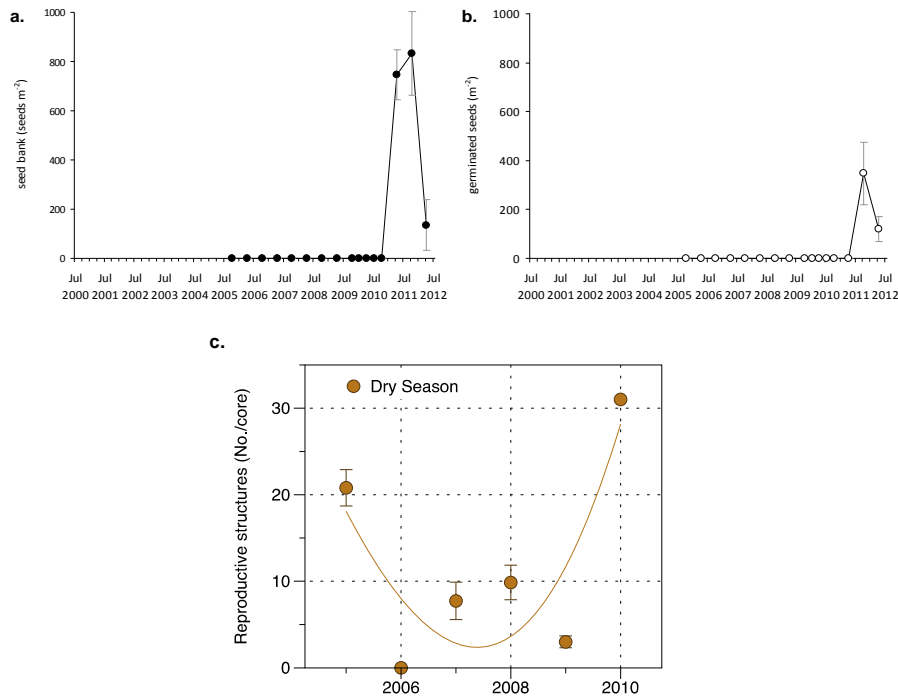 a.
1000
800
600
400
200
0
seed bank (seeds m⁻²)
Jul Jul Jul Jul Jul Jul Jul Jul Jul Jul Jul Jul Jul
2000 2001 2002 2003 2004 2005 2006 2007 2008 2009 2010 2011 2012
b.
1000
800
600
400
200
0
germinated seeds (m⁻²)
Jul Jul Jul Jul Jul Jul Jul Jul Jul Jul Jul Jul Jul
2000 2001 2002 2003 2004 2005 2006 2007 2008 2009 2010 2011 2012
c.
Dry Season
Reproductive structures (No./core)
30
20
10
0
2006 2008 2010